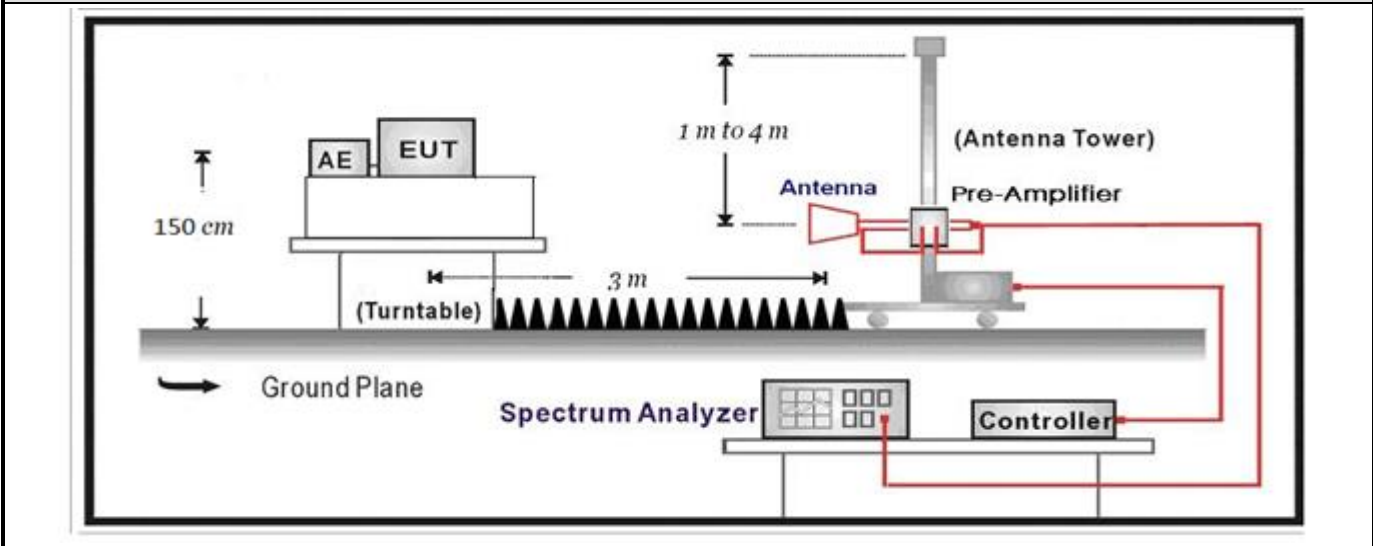 1 m to 4 m
(Antenna Tower)
AE
EUT
Antenna
Pre-Amplifier
150 cm
3 m
(Turntable)
Ground Plane
Spectrum Analyzer
Controller